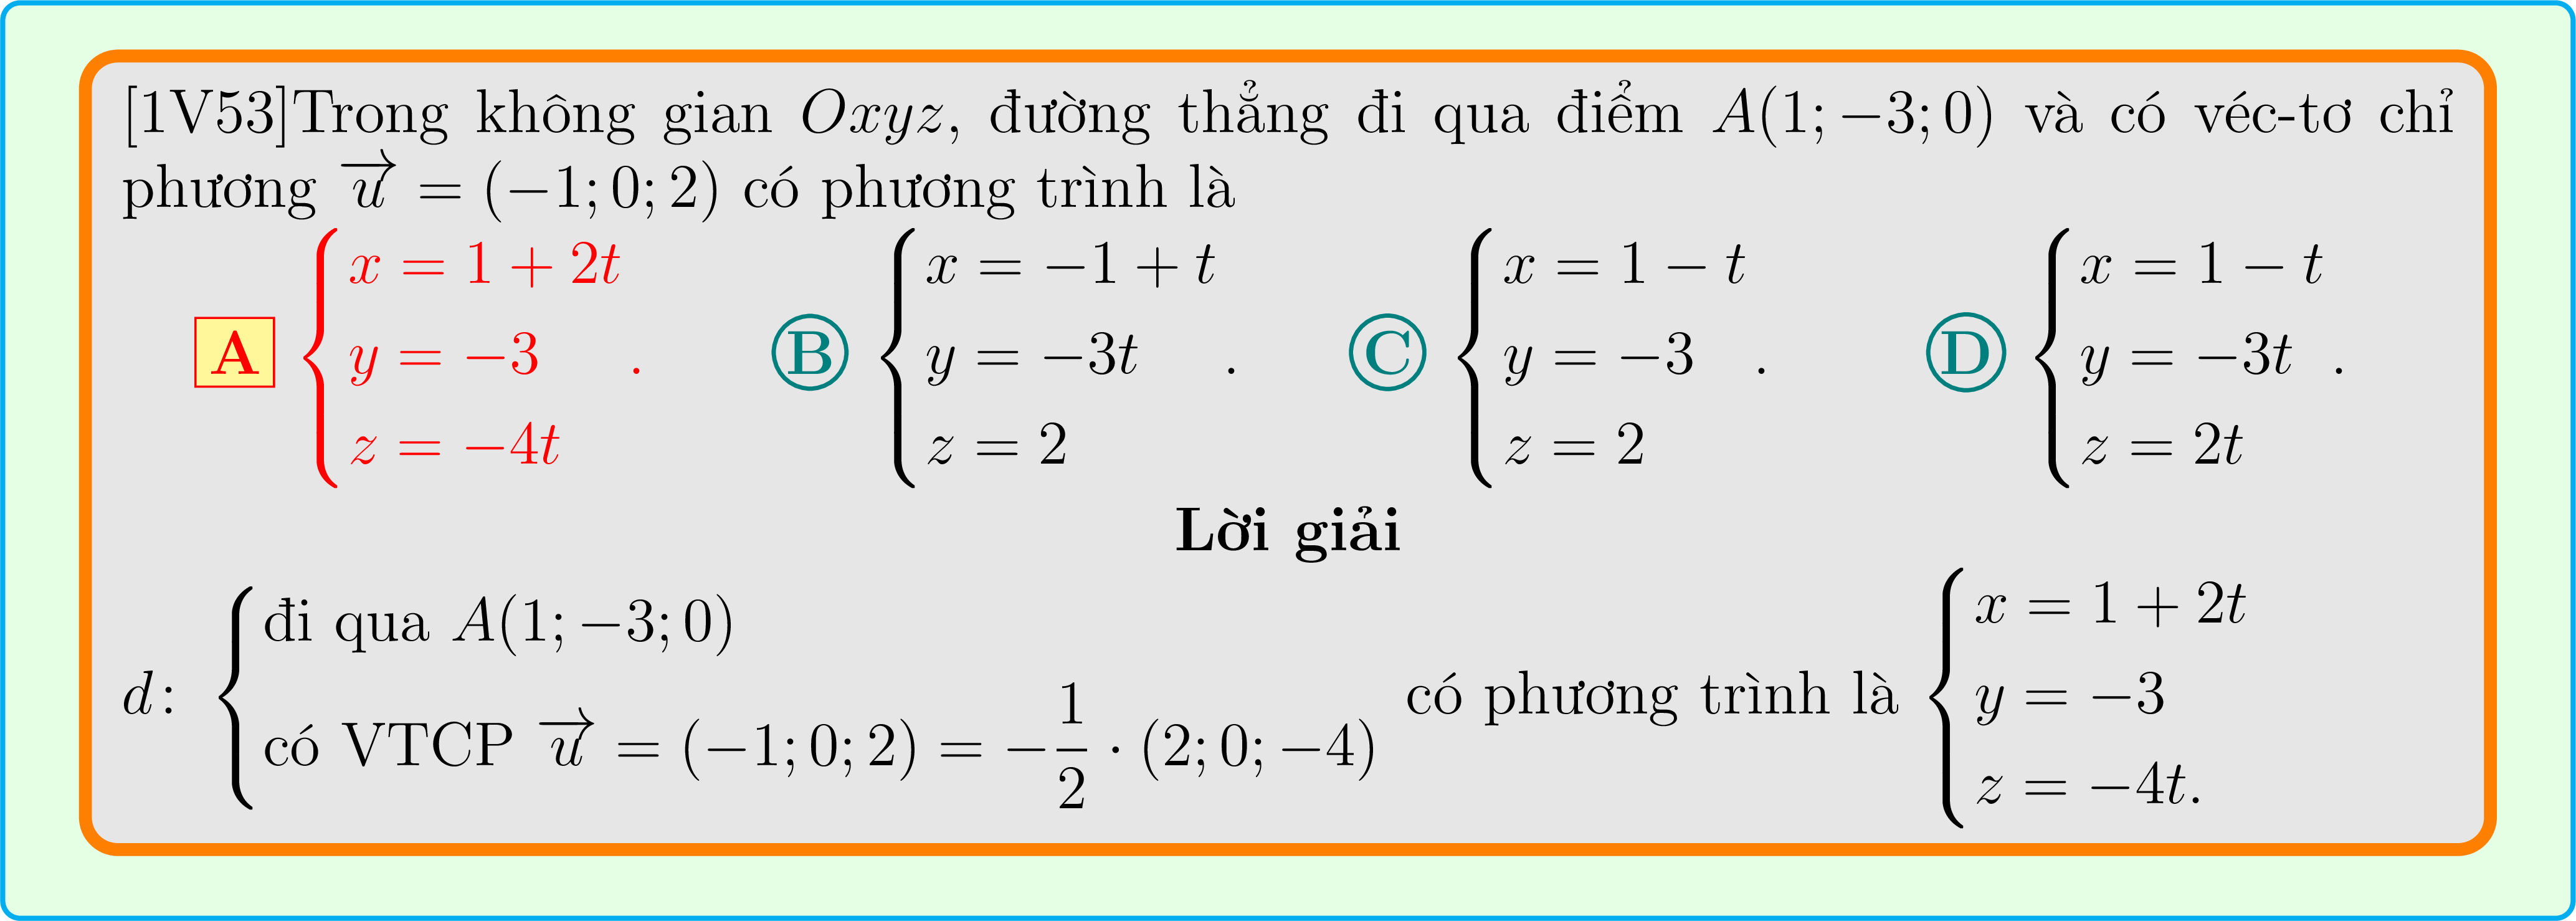 [1V53]Trong không gian Oxyz, đường thẳng đi qua điểm A(1; −3; 0) và có véc-tơ chỉ
phương $\overrightarrow{u}$ = (−1; 0; 2) có phương trình là
A $\begin{cases} x = 1 + 2t \\ y = -3 \\ z = -4t \end{cases}$. B $\begin{cases} x = -1 + t \\ y = -3t \\ z = 2 \end{cases}$. C $\begin{cases} x = 1 - t \\ y = -3 \\ z = 2 \end{cases}$. D $\begin{cases} x = 1 - t \\ y = -3t \\ z = 2t \end{cases}$.
Lời giải
d: $\begin{cases} \text{đi qua } A(1; -3; 0) \\ \text{có VTCP } \overrightarrow{u} = (-1; 0; 2) = -\dfrac{1}{2} \cdot (2; 0; -4) \end{cases}$ có phương trình là $\begin{cases} x = 1 + 2t \\ y = -3 \\ z = -4t. \end{cases}$